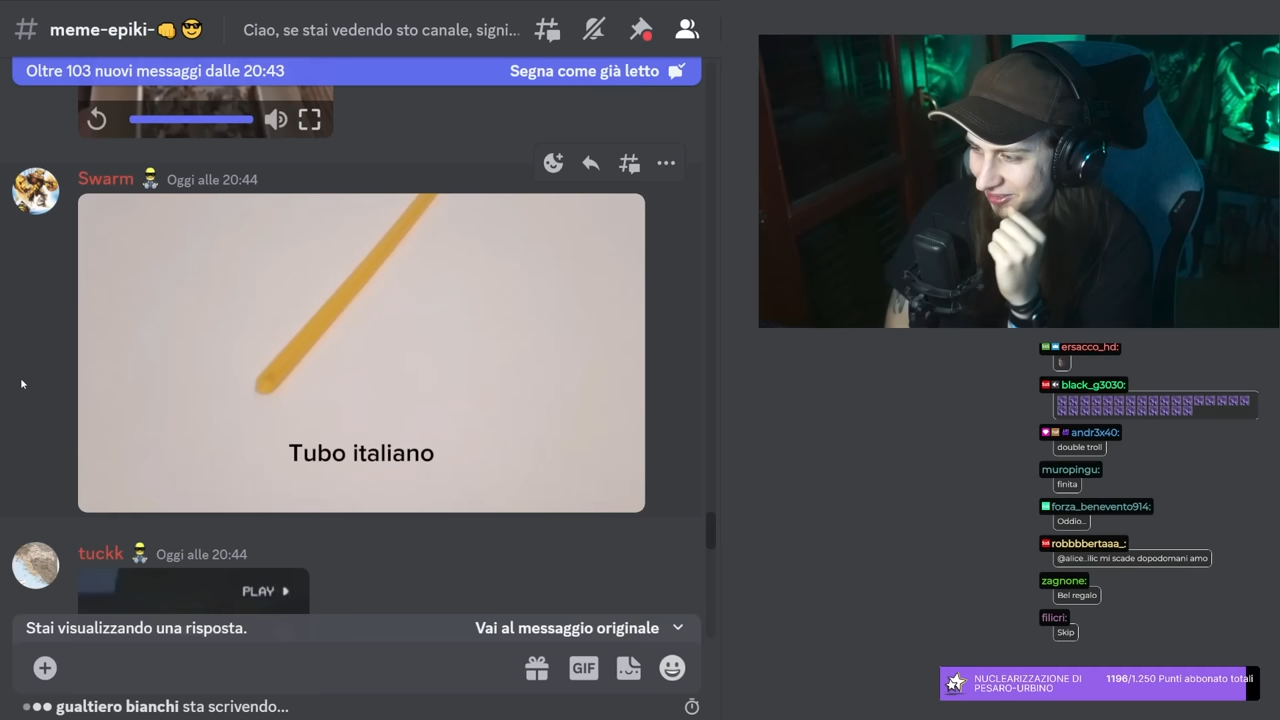 meme-epiki-👊😎
Ciao, se stai vedendo sto canale, signi...
Oltre 103 nuovi messaggi dalle 20:43
Segna come già letto
Swarm Oggi alle 20:44
Tubo italiano
tuckk Oggi alle 20:44
PLAY
Stai visualizzando una risposta.
Vai al messaggio originale
GIF
gualtiero bianchi sta scrivendo...
ersacco_hd:
black_g3030:
andr3x40:
double troll
muropingu:
finita
forza_benevento914:
Oddio...
robbbbertaaa_:
@alice_ilic mi scade dopodomani amo
zagnone:
Bel regalo
filicri:
Skip
NUCLEARIZZAZIONE DI
PESARO-URBINO
1196/1.250 Punti abbonato totali